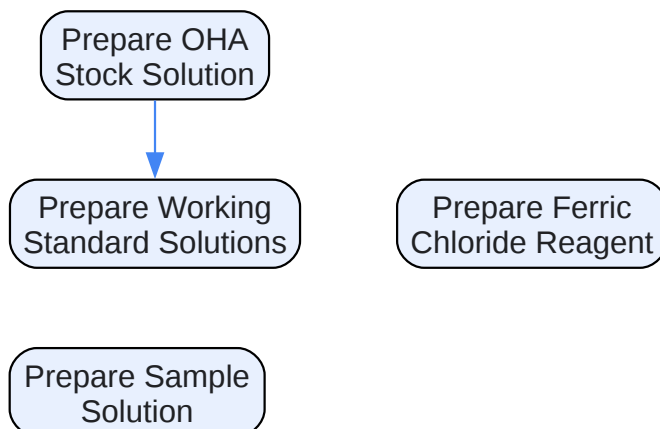 Prepare OHA
Stock Solution
Prepare Working
Standard Solutions
Prepare Ferric
Chloride Reagent
Prepare Sample
Solution